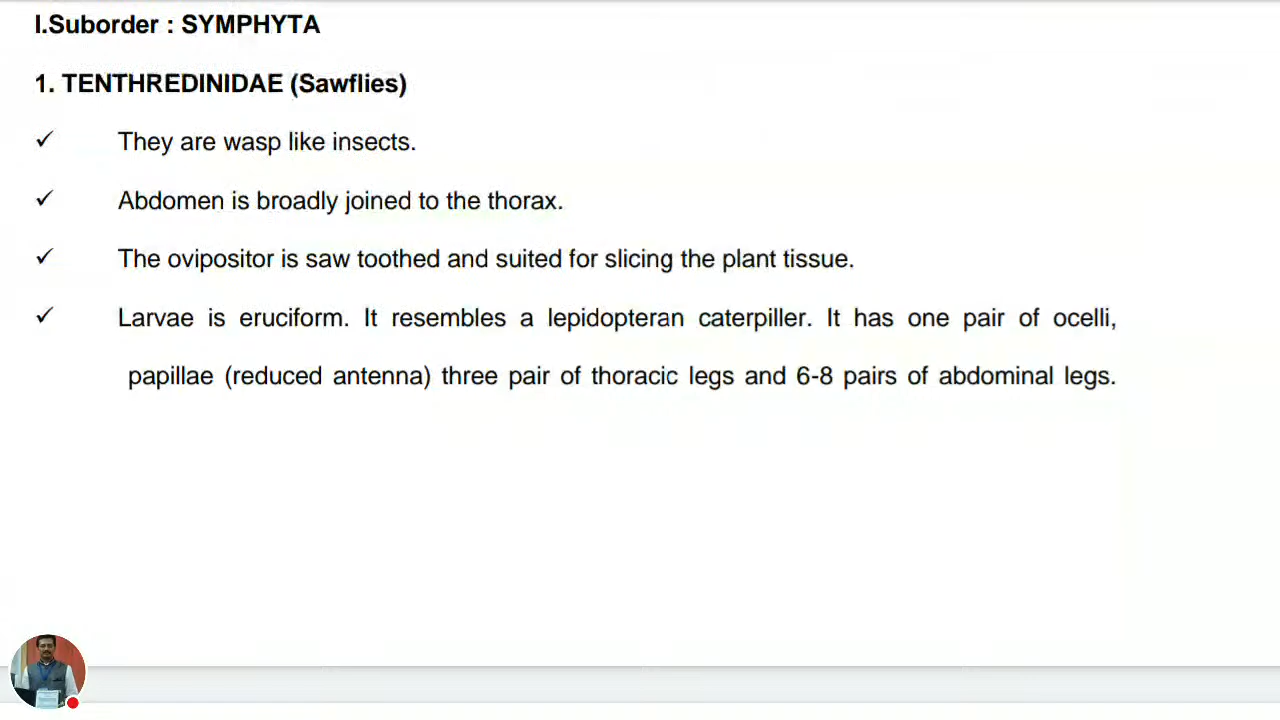 I.Suborder : SYMPHYTA
1. TENTHREDINIDAE (Sawflies)
✓ They are wasp like insects.
✓ Abdomen is broadly joined to the thorax.
✓ The ovipositor is saw toothed and suited for slicing the plant tissue.
✓ Larvae is eruciform. It resembles a lepidopteran caterpiller. It has one pair of ocelli,
papillae (reduced antenna) three pair of thoracic legs and 6-8 pairs of abdominal legs.